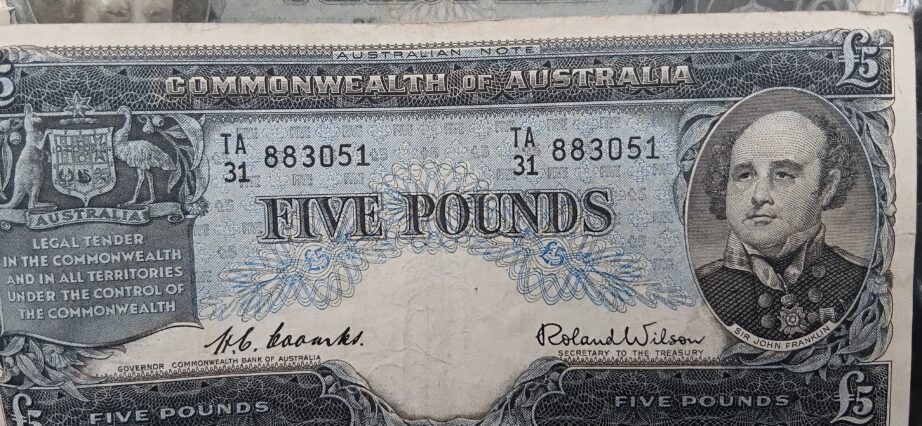 AUSTRALIAN NOTE
£5
COMMONWEALTH OF AUSTRALIA
TA
31 883051
TA
31 883051
FIVE POUNDS
£5 £5
AUSTRALIA
LEGAL TENDER
IN THE COMMONWEALTH
AND IN ALL TERRITORIES
UNDER THE CONTROL OF
THE COMMONWEALTH
SIR JOHN FRANKLIN
H.C. Coombs.
GOVERNOR COMMONWEALTH BANK OF AUSTRALIA
Roland Wilson
SECRETARY TO THE TREASURY
£5 FIVE POUNDS
FIVE POUNDS £5